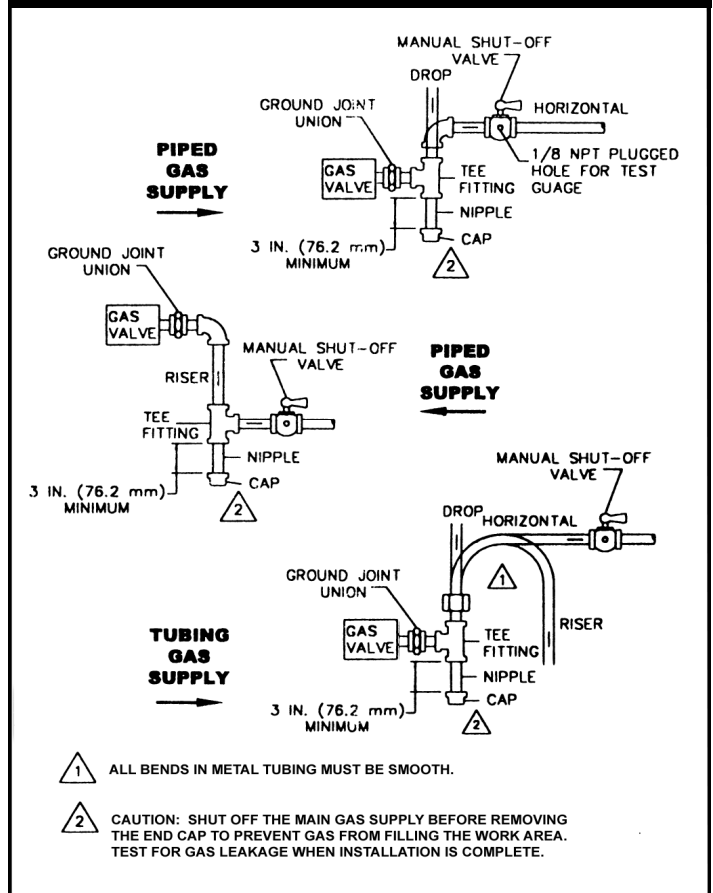 MANUAL SHUT-OFF
VALVE
DROP
GROUND JOINT
UNION
HORIZONTAL
PIPED
GAS
SUPPLY
GAS
VALVE
TEE
FITTING
1/8 NPT PLUGGED
HOLE FOR TEST
GUAGE
NIPPLE
CAP
3 IN. (76.2 mm)
MINIMUM
2
GROUND JOINT
UNION
GAS
VALVE
MANUAL SHUT-OFF
VALVE
RISER
TEE
FITTING
NIPPLE
CAP
3 IN. (76.2 mm)
MINIMUM
2
PIPED
GAS
SUPPLY
MANUAL SHUT-OFF
VALVE
DROP
HORIZONTAL
1
GROUND JOINT
UNION
RISER
TUBING
GAS
SUPPLY
GAS
VALVE
TEE
FITTING
NIPPLE
CAP
3 IN. (76.2 mm)
MINIMUM
2
1 ALL BENDS IN METAL TUBING MUST BE SMOOTH.
2 CAUTION: SHUT OFF THE MAIN GAS SUPPLY BEFORE REMOVING
THE END CAP TO PREVENT GAS FROM FILLING THE WORK AREA.
TEST FOR GAS LEAKAGE WHEN INSTALLATION IS COMPLETE.